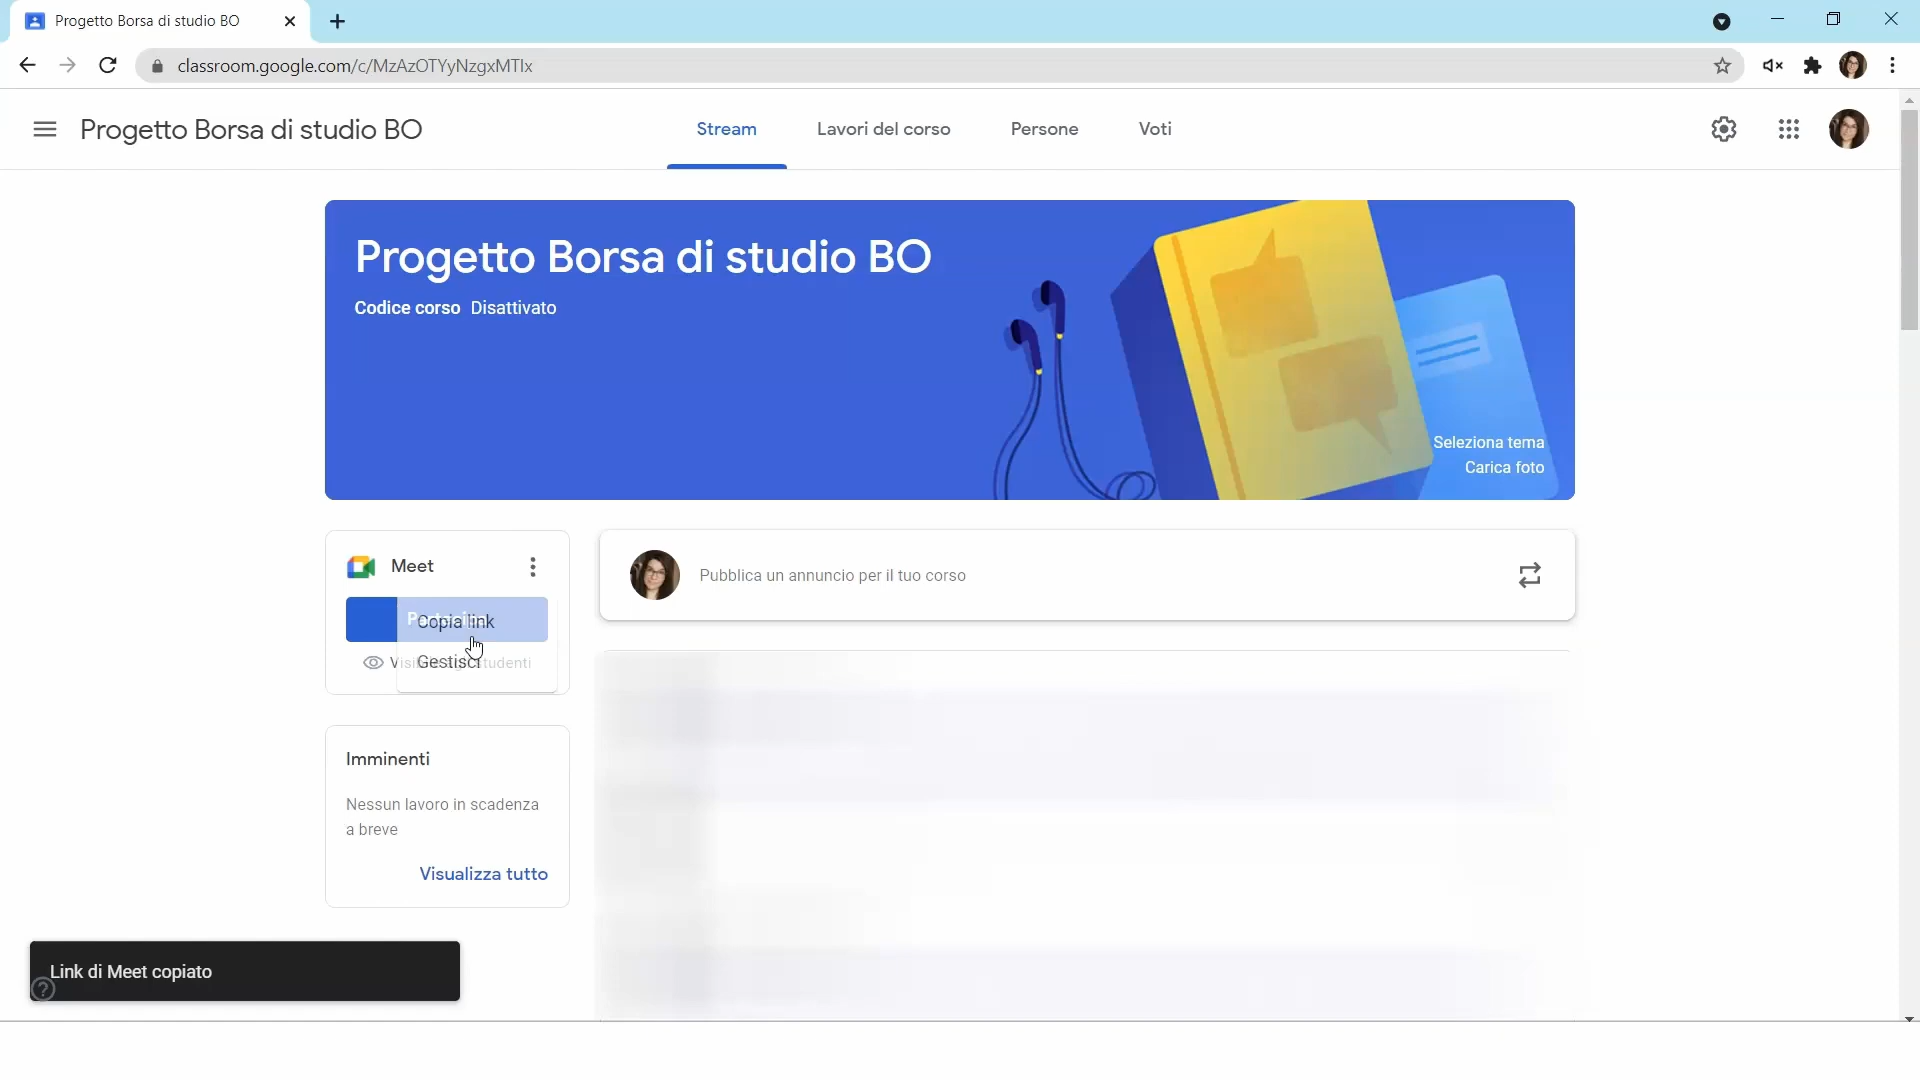 Progetto Borsa di studio BO
classroom.google.com/c/MzAzOTYyNzgxMTIx
Progetto Borsa di studio BO
Stream
Lavori del corso
Persone
Voti
Progetto Borsa di studio BO
Codice corso Disattivato
Seleziona tema
Carica foto
Meet
Copia link
Gestisci
studenti
Pubblica un annuncio per il tuo corso
Imminenti
Nessun lavoro in scadenza
a breve
Visualizza tutto
Link di Meet copiato